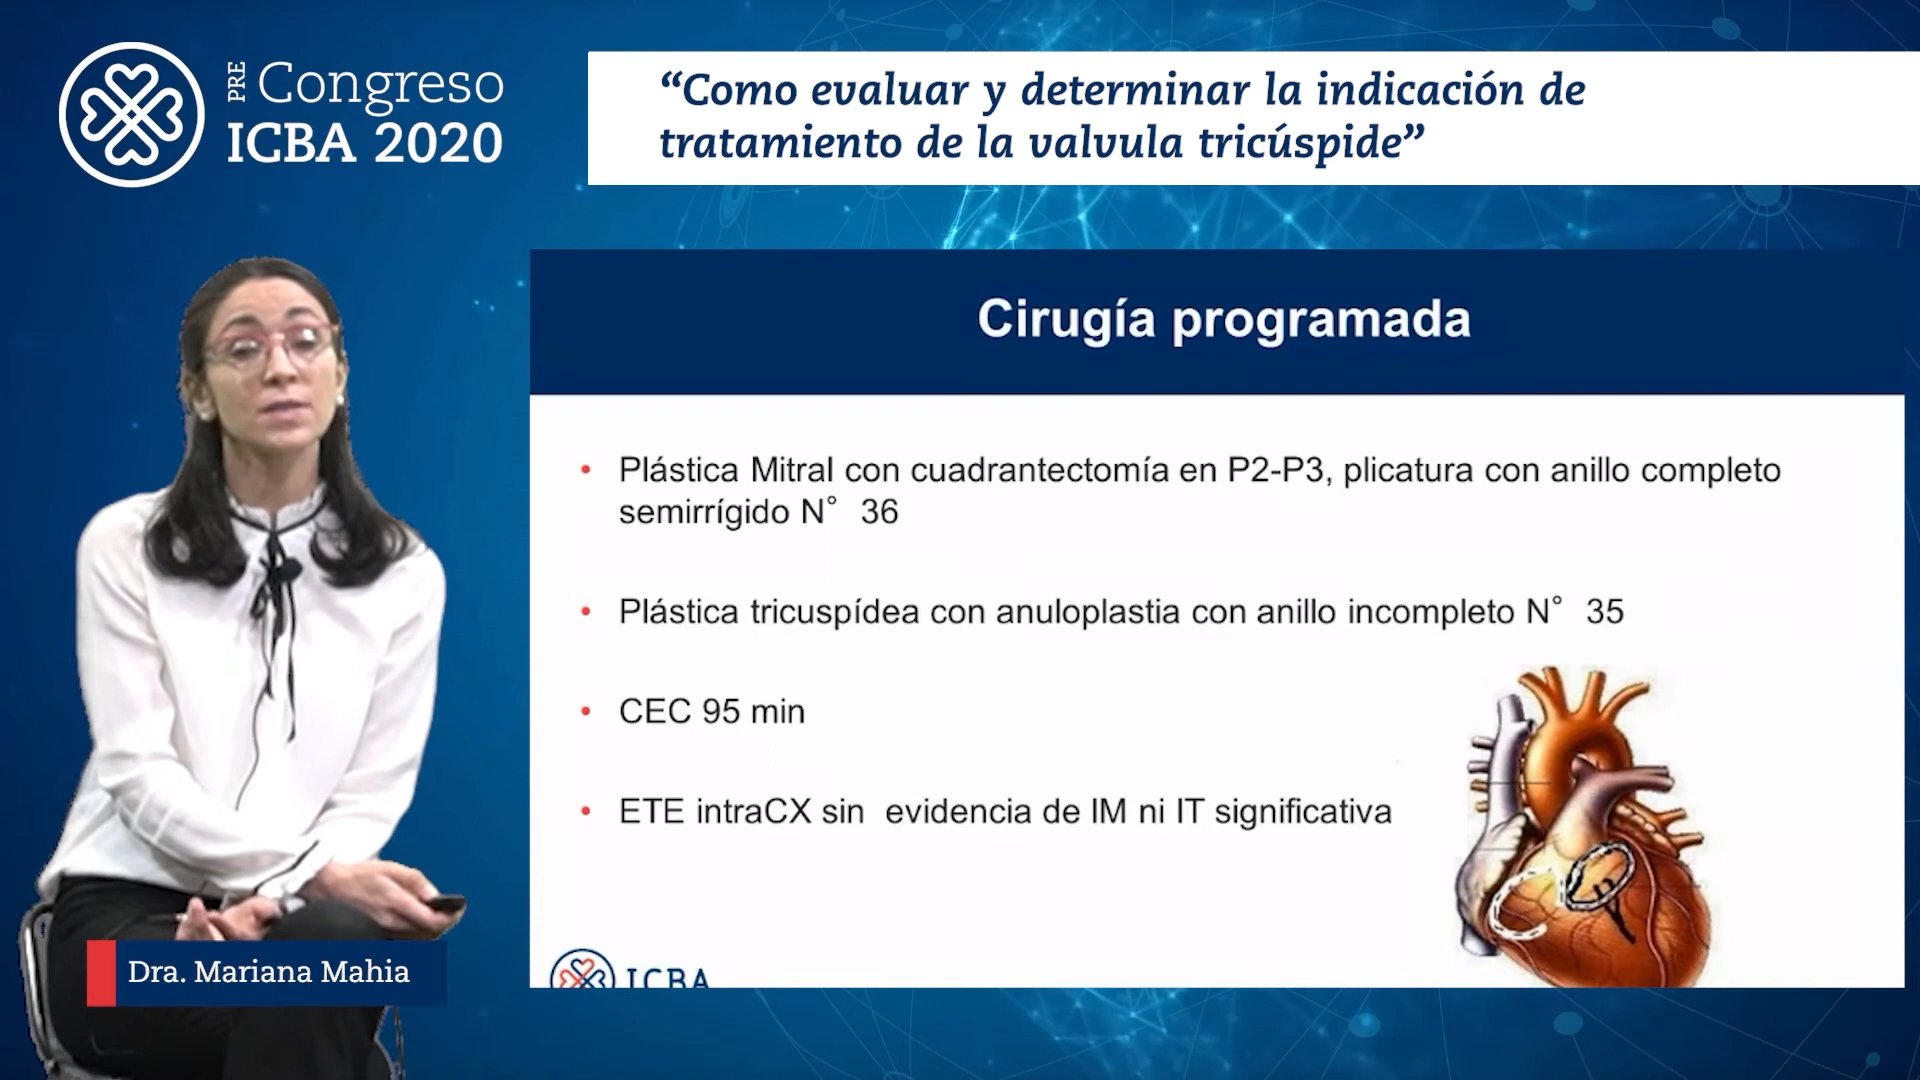 PRE Congreso
ICBA 2020
“Como evaluar y determinar la indicación de
tratamiento de la valvula tricúspide”
Cirugía programada
• Plástica Mitral con cuadrantectomía en P2-P3, plicatura con anillo completo
semirrígido N° 36
• Plástica tricuspídea con anuloplastia con anillo incompleto N° 35
• CEC 95 min
• ETE intraCX sin evidencia de IM ni IT significativa
ICBA
Dra. Mariana Mahia